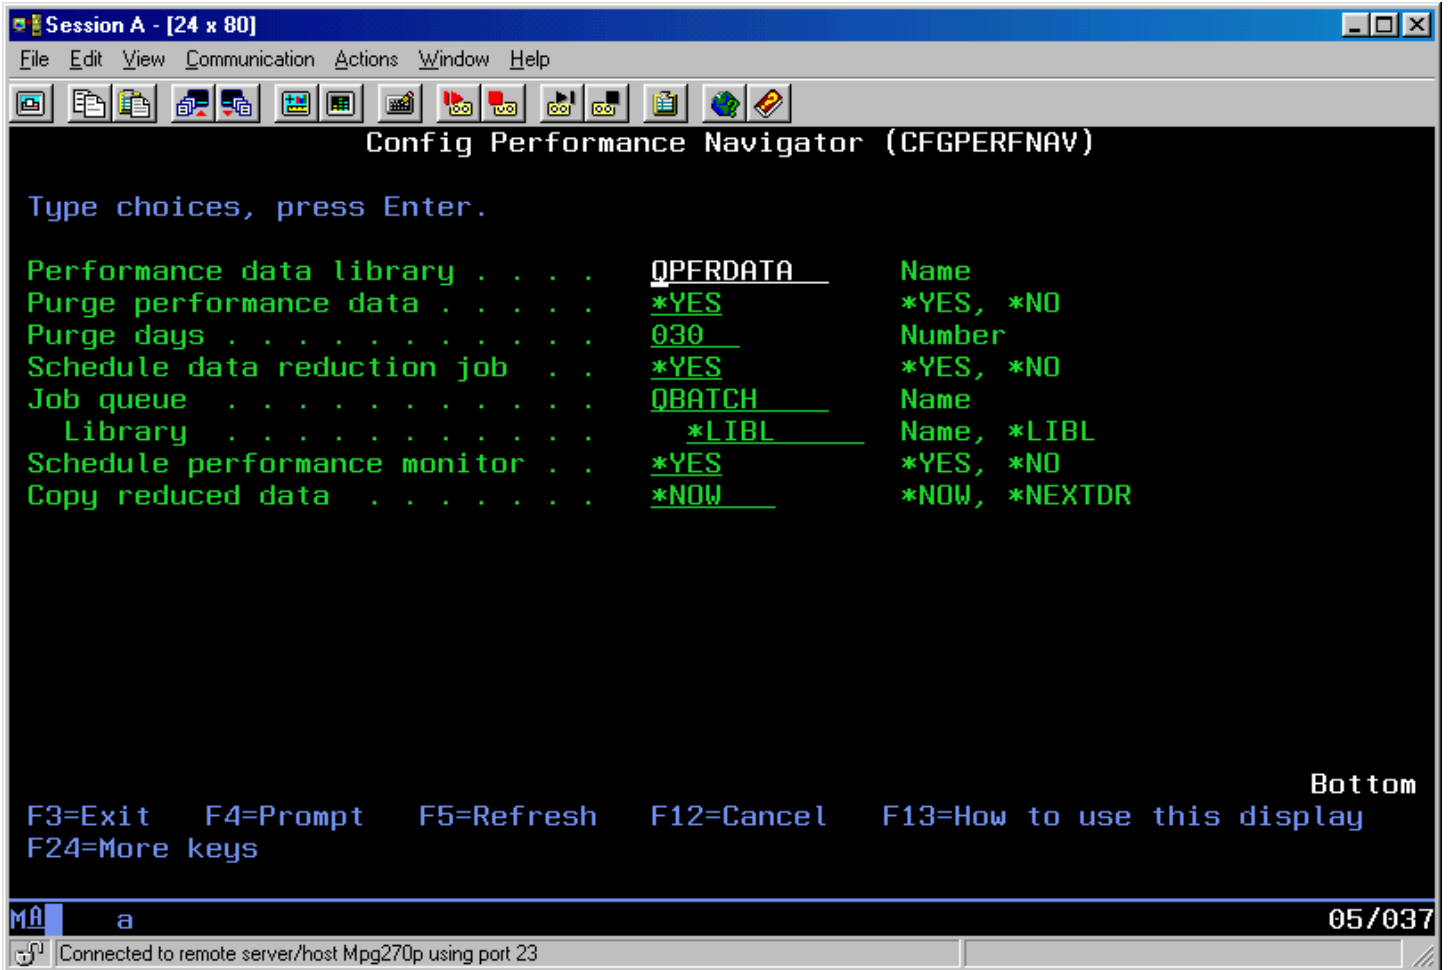 Session A - [24 x 80]
File Edit View Communication Actions Window Help
Config Performance Navigator (CFGPERFNAV)
Type choices, press Enter.
Performance data library . . . . QPFRDATA Name
Purge performance data . . . . . *YES *YES, *NO
Purge days . . . . . . . . . . . 030 Number
Schedule data reduction job . . *YES *YES, *NO
Job queue . . . . . . . . . . . QBATCH Name
Library . . . . . . . . . . . *LIBL Name, *LIBL
Schedule performance monitor . . *YES *YES, *NO
Copy reduced data . . . . . . . *NOW *NOW, *NEXTDR
Bottom
F3=Exit F4=Prompt F5=Refresh F12=Cancel F13=How to use this display
F24=More keys
MA a 05/037
Connected to remote server/host Mpg270p using port 23